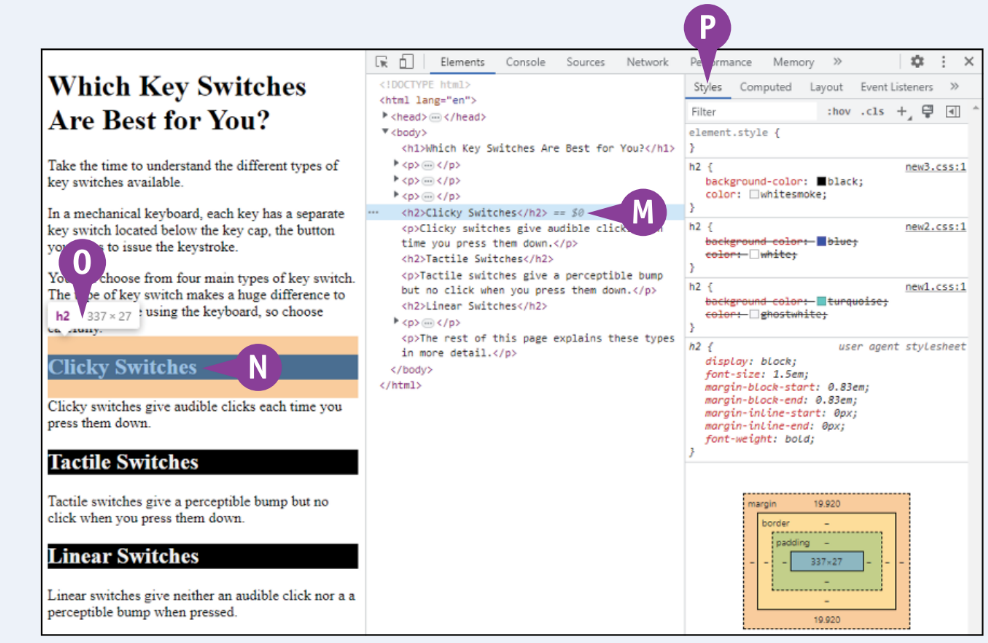 P
Which Key Switches
Are Best for You?
Take the time to understand the different types of
key switches available.
In a mechanical keyboard, each key has a separate
key switch located below the key cap, the button
to issue the keystroke.
choose from four main types of key switch.
The type of key switch makes a huge difference to
using the keyboard, so choose
O
h2 337 × 27
Clicky Switches
N
Clicky switches give audible clicks each time you
press them down.
Tactile Switches
Tactile switches give a perceptible bump but no
click when you press them down.
Linear Switches
Linear switches give neither an audible click nor a a
perceptible bump when pressed.
Elements Console Sources Network Performance Memory »
<!DOCTYPE html>
<html lang="en">
<head>…</head>
<body>
<h1>Which Key Switches Are Best for You?</h1>
<p>…</p>
<p>…</p>
<p>…</p>
… <h2>Clicky Switches</h2> == $0
M
<p>Clicky switches give audible
time you press them down.</p>
<h2>Tactile Switches</h2>
<p>Tactile switches give a perceptible bump
but no click when you press them down.</p>
<h2>Linear Switches</h2>
<p>…</p>
<p>The rest of this page explains these types
in more detail.</p>
</body>
</html>
Styles Computed Layout Event Listeners »
Filter :hov .cls +
element.style {
}
h2 { new3.css:1
background-color: black;
color: whitesmoke;
}
h2 { new2.css:1
background-color: blue;
color: white;
}
h2 { new1.css:1
background-color: turquoise;
color: ghostwhite;
}
h2 { user agent stylesheet
display: block;
font-size: 1.5em;
margin-block-start: 0.83em;
margin-block-end: 0.83em;
margin-inline-start: 0px;
margin-inline-end: 0px;
font-weight: bold;
}
margin 19.920
border –
padding –
- - - 337×27 - - -
–
–
19.920